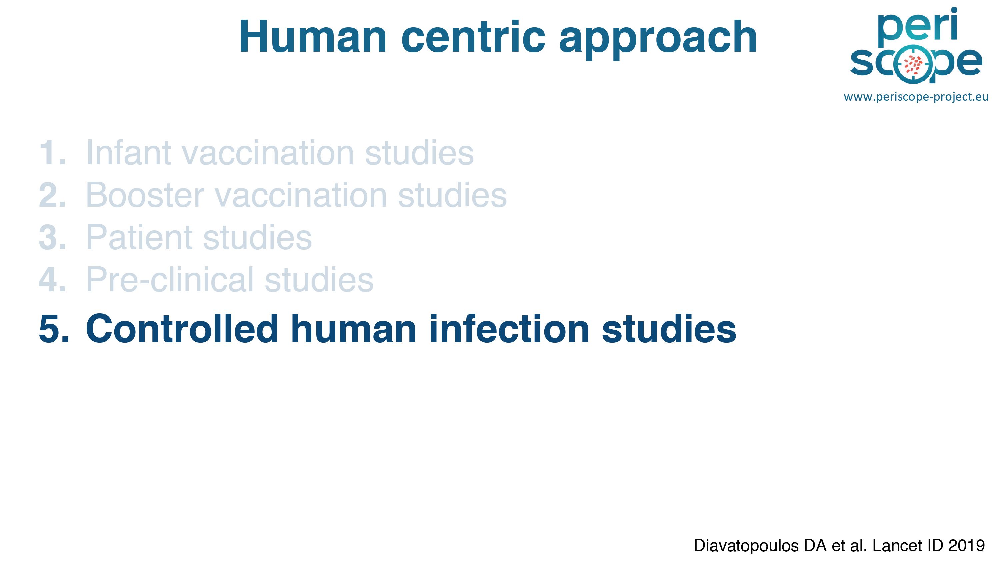 Human centric approach
peri
scope
www.periscope-project.eu
1. Infant vaccination studies
2. Booster vaccination studies
3. Patient studies
4. Pre-clinical studies
5. Controlled human infection studies
Diavatopoulos DA et al. Lancet ID 2019